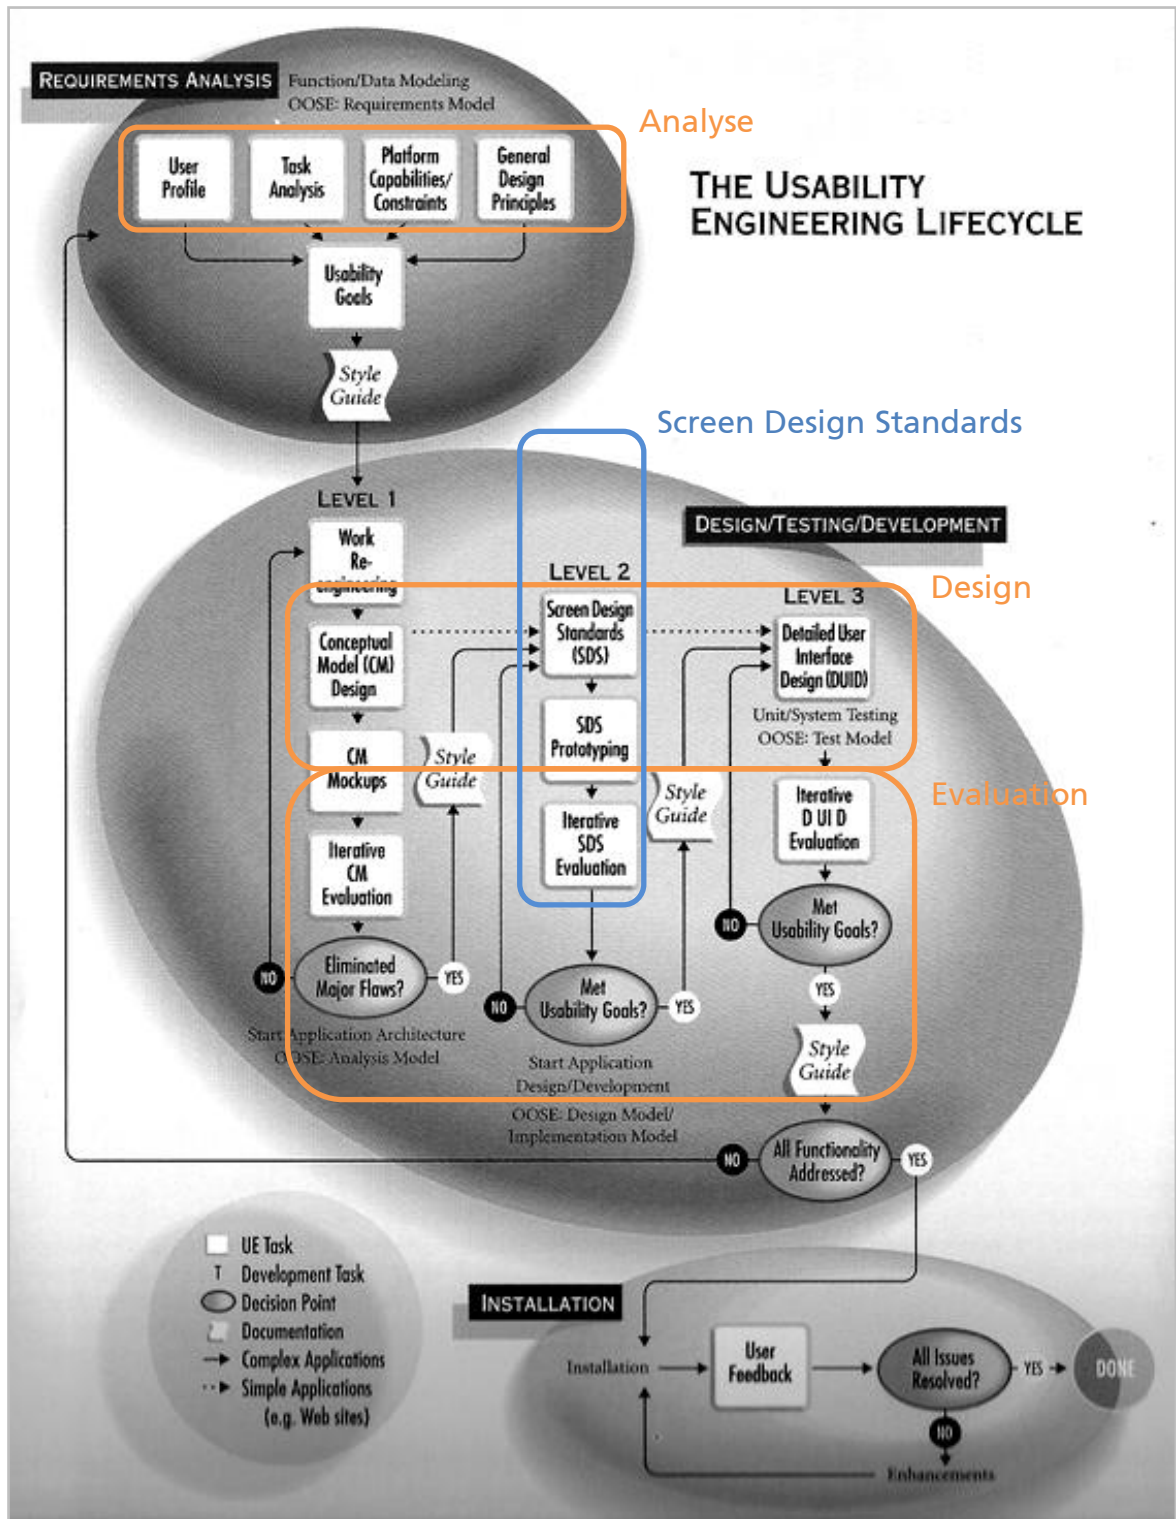 REQUIREMENTS ANALYSIS
Function/Data Modeling
OOSE: Requirements Model
Analyse
User
Profile
Task
Analysis
Platform
Capabilities/
Constraints
General
Design
Principles
THE USABILITY
ENGINEERING LIFECYCLE
Usability
Goals
Style
Guide
Screen Design Standards
LEVEL 1
DESIGN/TESTING/DEVELOPMENT
Work
Re-
engineering
LEVEL 2
Design
LEVEL 3
Screen Design
Standards
(SDS)
Conceptual
Model (CM)
Design
Detailed User
Interface
Design (DUID)
Unit/System Testing
OOSE: Test Model
SDS
Prototyping
CM
Mockups
Style
Guide
Style
Guide
Evaluation
Iterative
D UI D
Evaluation
Iterative
SDS
Evaluation
Iterative
CM
Evaluation
Met
Usability Goals?
NO
Eliminated
Major Flaws?
NO
YES
Met
Usability Goals?
NO
YES
YES
Start Application Architecture
OOSE: Analysis Model
Style
Guide
Start Application
Design/Development
OOSE: Design Model/
Implementation Model
All Functionality
Addressed?
NO
YES
UE Task
T Development Task
Decision Point
Documentation
Complex Applications
Simple Applications
(e.g. Web sites)
INSTALLATION
Installation
User
Feedback
All Issues
Resolved?
YES
DONE
NO
Enhancements